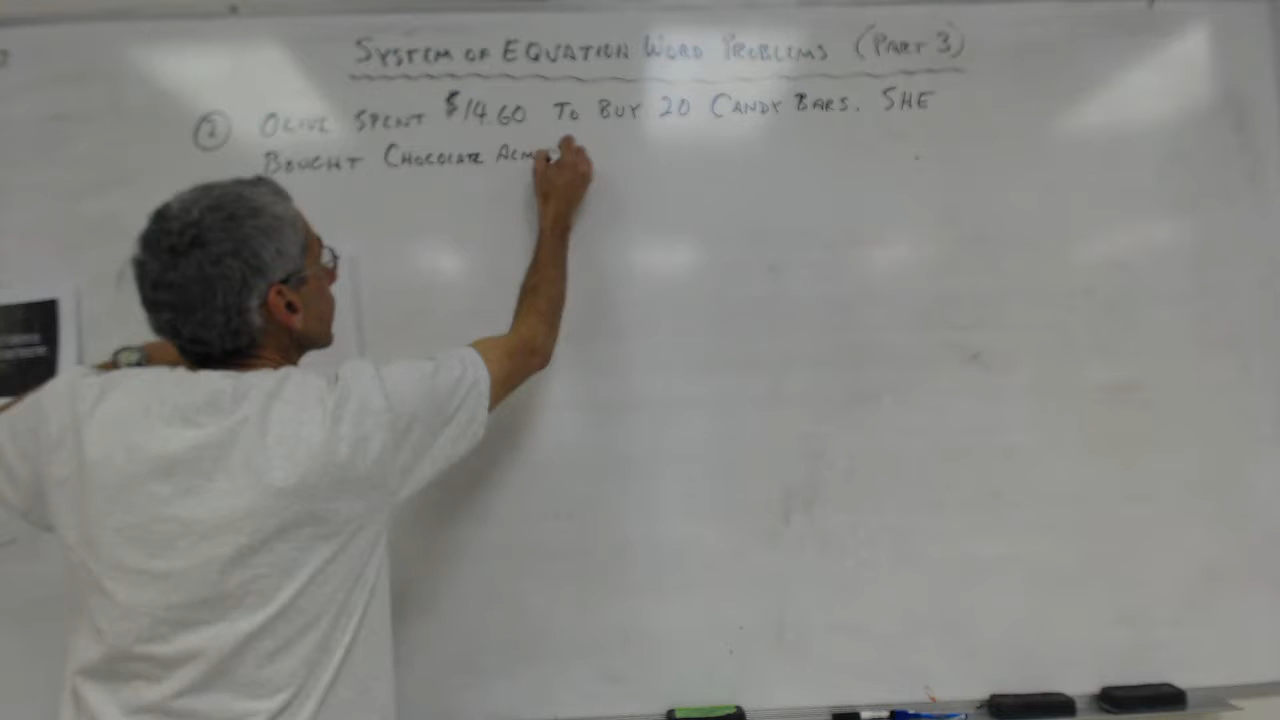 SYSTEM OF EQUATION WORD PROBLEMS (PART 3)
② OLIVE SPENT $14.60 TO BUY 20 CANDY BARS. SHE
BOUGHT CHOCOLATE ALM